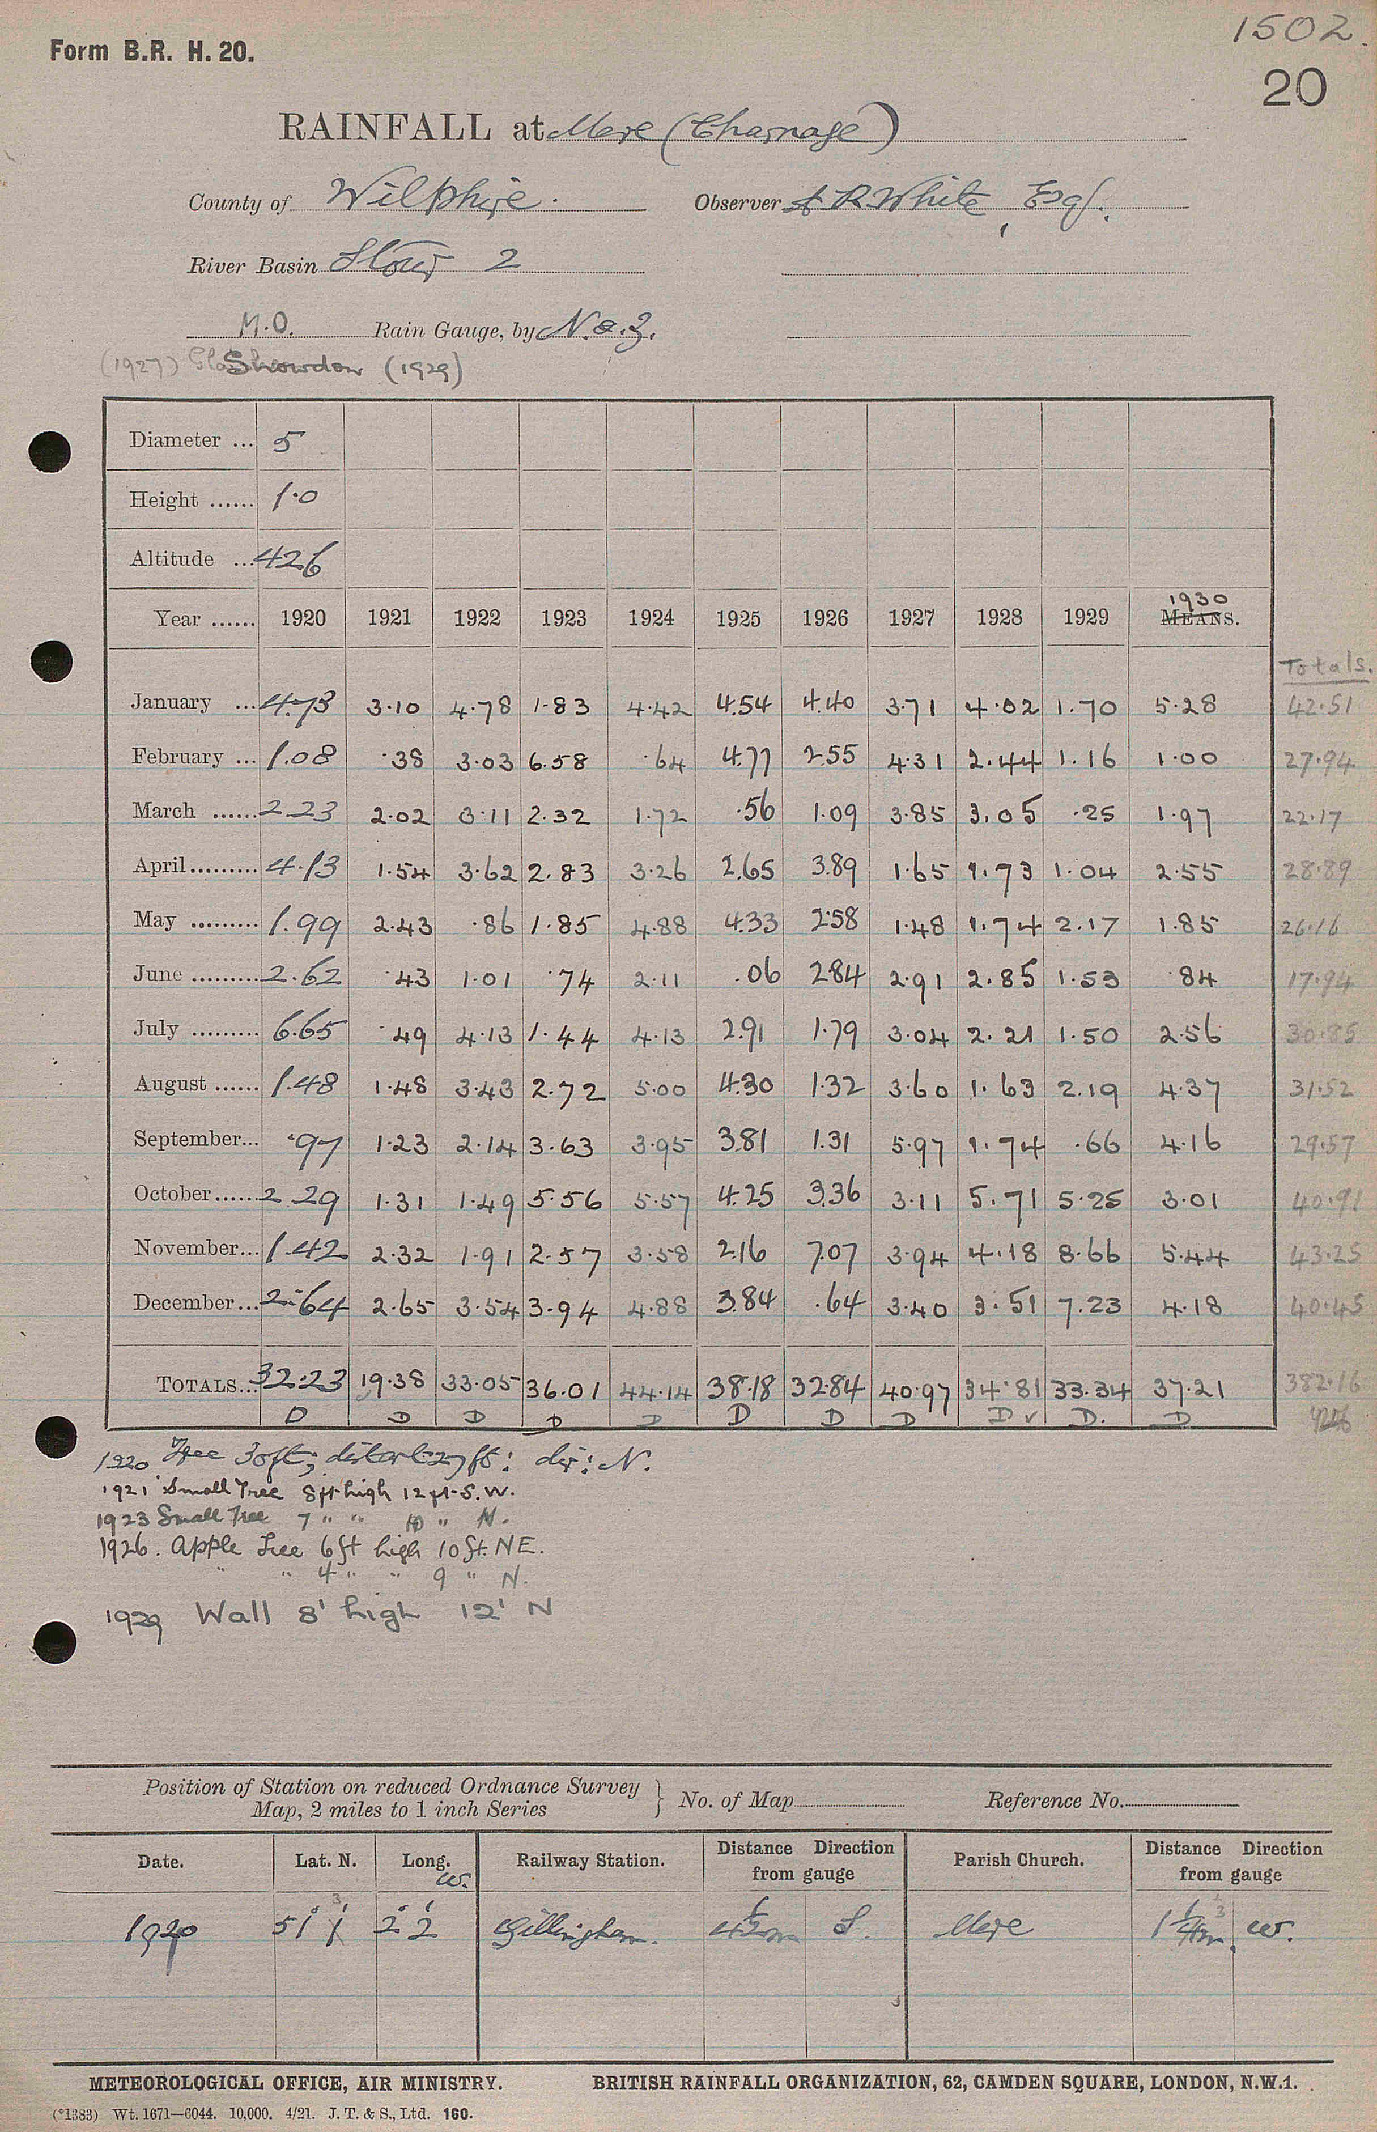 1502.
Form B.R. H. 20.
20
RAINFALL at Mere (Charnage)
County of Wiltshire. Observer A R White, Esq.
River Basin Stour 2
M.O. Rain Gauge, by No. 3.
(1927) Snowdon (1929)
Diameter ... 5
Height ...... 1.0
Altitude ... 426
Year ...... 1920 1921 1922 1923 1924 1925 1926 1927 1928 1929 1930 MEANS.
Totals.
January ... 4.73 3.10 4.78 1.83 4.42 4.54 4.40 3.71 4.02 1.70 5.28 42.51
February ... 1.08 .38 3.03 6.58 .64 4.77 2.55 4.31 2.44 1.16 1.00 27.94
March ...... 2.23 2.02 3.11 2.32 1.72 .56 1.09 3.85 3.05 .25 1.97 22.17
April ......... 4.13 1.54 3.62 2.83 3.26 2.65 3.89 1.65 1.73 1.04 2.55 28.89
May ......... 1.99 2.43 .86 1.85 4.88 4.33 2.58 1.48 1.74 2.17 1.85 26.16
June ......... 2.62 .43 1.01 .74 2.11 .06 2.84 2.91 2.85 1.53 .84 17.94
July ......... 6.65 .49 4.13 1.44 4.13 2.91 1.79 3.04 2.21 1.50 2.56 30.85
August ...... 1.48 1.48 3.43 2.72 5.00 4.30 1.32 3.60 1.63 2.19 4.37 31.52
September... .97 1.23 2.14 3.63 3.95 3.81 1.31 5.97 1.74 .66 4.16 29.57
October ...... 2.29 1.31 1.49 5.56 5.57 4.25 3.36 3.11 5.71 5.25 3.01 40.91
November... 1.42 2.32 1.91 2.57 3.58 2.16 7.07 3.94 4.18 8.66 5.44 43.25
December... 2.64 2.65 3.54 3.94 4.88 3.84 .64 3.40 3.51 7.23 4.18 40.45
TOTALS... 32.23 19.38 33.05 36.01 44.14 38.18 32.84 40.97 34.81 33.34 37.21 382.16
D D D D D D D D D v D. D
1920 Tree 30ft; distant 27 ft: dir: N.
1921 Small Tree 8 ft high 12 ft. S.W.
1923 Small Tree 7 " " 10 " N.
1926. Apple Tree 6ft high 10 ft. NE.
" " 4 " " 9 " N.
1929 Wall 8' high 12' N
Position of Station on reduced Ordnance Survey Map, 2 miles to 1 inch Series } No. of Map Reference No.
Date. Lat. N. Long. W. Railway Station. Distance Direction from gauge Parish Church. Distance Direction from gauge
1920 51° 1' 3 2° 2' Gillingham. 4½ m S. Mere 1¼ m. 3 W.
METEOROLOGICAL OFFICE, AIR MINISTRY. BRITISH RAINFALL ORGANIZATION, 62, CAMDEN SQUARE, LONDON, N.W.1.
(*1383) Wt. 1671—6044. 10,000. 4/21. J. T. & S., Ltd. 160.